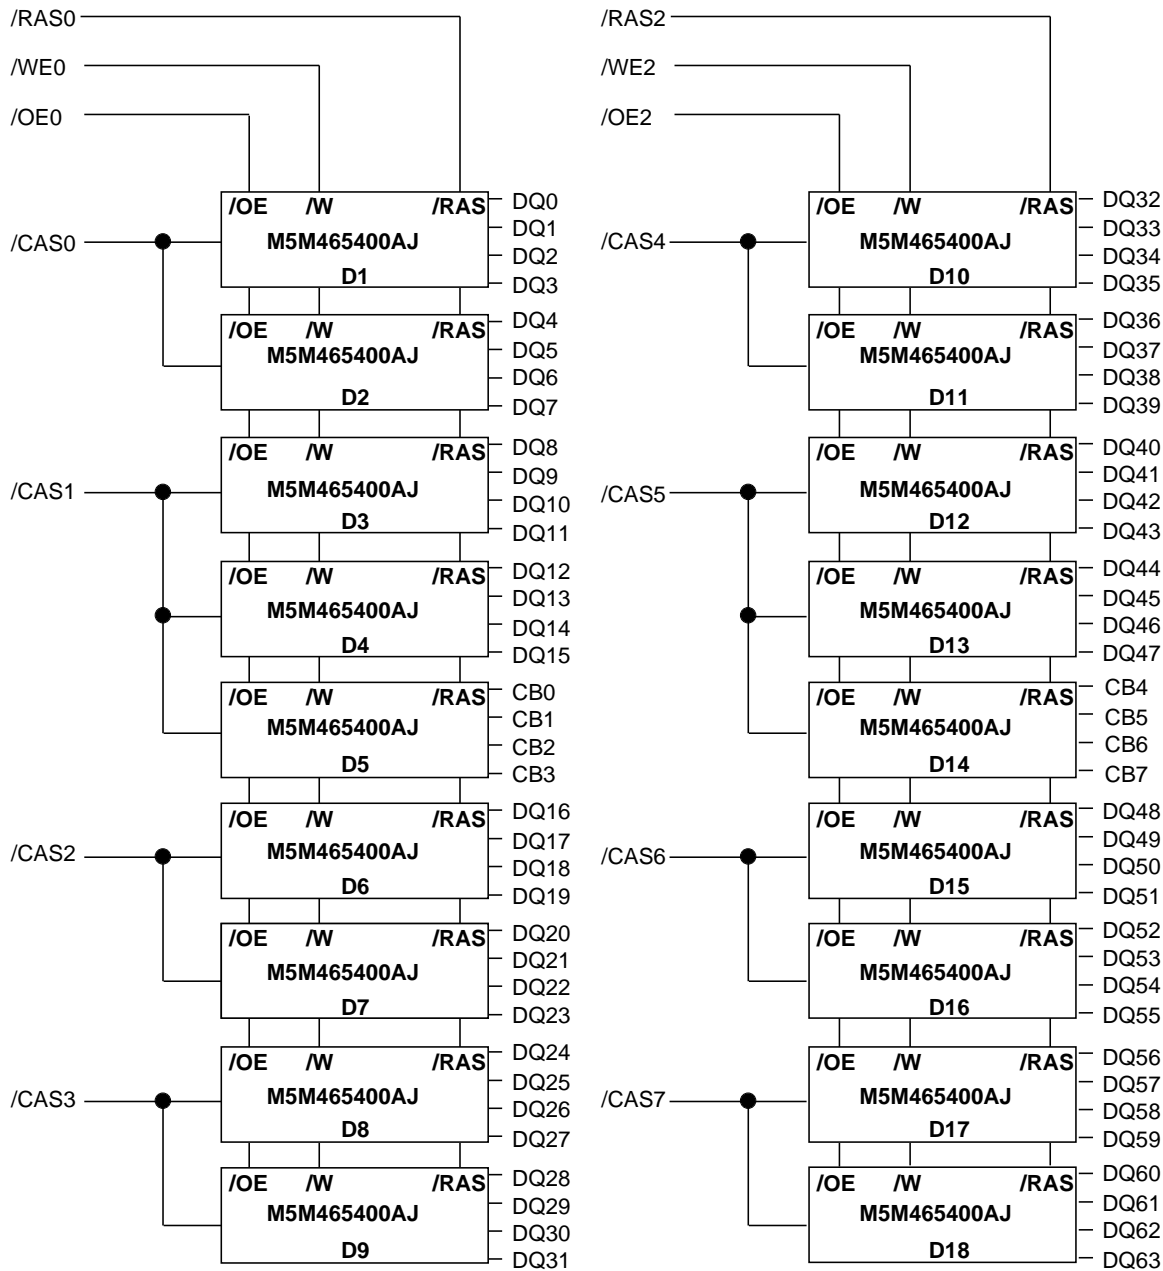 /RAS0
/WE0
/OE0
/CAS0
/OE /W /RAS
M5M465400AJ
D1
DQ0
DQ1
DQ2
DQ3
/OE /W /RAS
M5M465400AJ
D2
DQ4
DQ5
DQ6
DQ7
/CAS1
/OE /W /RAS
M5M465400AJ
D3
DQ8
DQ9
DQ10
DQ11
/OE /W /RAS
M5M465400AJ
D4
DQ12
DQ13
DQ14
DQ15
/OE /W /RAS
M5M465400AJ
D5
CB0
CB1
CB2
CB3
/CAS2
/OE /W /RAS
M5M465400AJ
D6
DQ16
DQ17
DQ18
DQ19
/OE /W /RAS
M5M465400AJ
D7
DQ20
DQ21
DQ22
DQ23
/CAS3
/OE /W /RAS
M5M465400AJ
D8
DQ24
DQ25
DQ26
DQ27
/OE /W /RAS
M5M465400AJ
D9
DQ28
DQ29
DQ30
DQ31
/RAS2
/WE2
/OE2
/CAS4
/OE /W /RAS
M5M465400AJ
D10
DQ32
DQ33
DQ34
DQ35
/OE /W /RAS
M5M465400AJ
D11
DQ36
DQ37
DQ38
DQ39
/CAS5
/OE /W /RAS
M5M465400AJ
D12
DQ40
DQ41
DQ42
DQ43
/OE /W /RAS
M5M465400AJ
D13
DQ44
DQ45
DQ46
DQ47
/OE /W /RAS
M5M465400AJ
D14
CB4
CB5
CB6
CB7
/CAS6
/OE /W /RAS
M5M465400AJ
D15
DQ48
DQ49
DQ50
DQ51
/OE /W /RAS
M5M465400AJ
D16
DQ52
DQ53
DQ54
DQ55
/CAS7
/OE /W /RAS
M5M465400AJ
D17
DQ56
DQ57
DQ58
DQ59
/OE /W /RAS
M5M465400AJ
D18
DQ60
DQ61
DQ62
DQ63